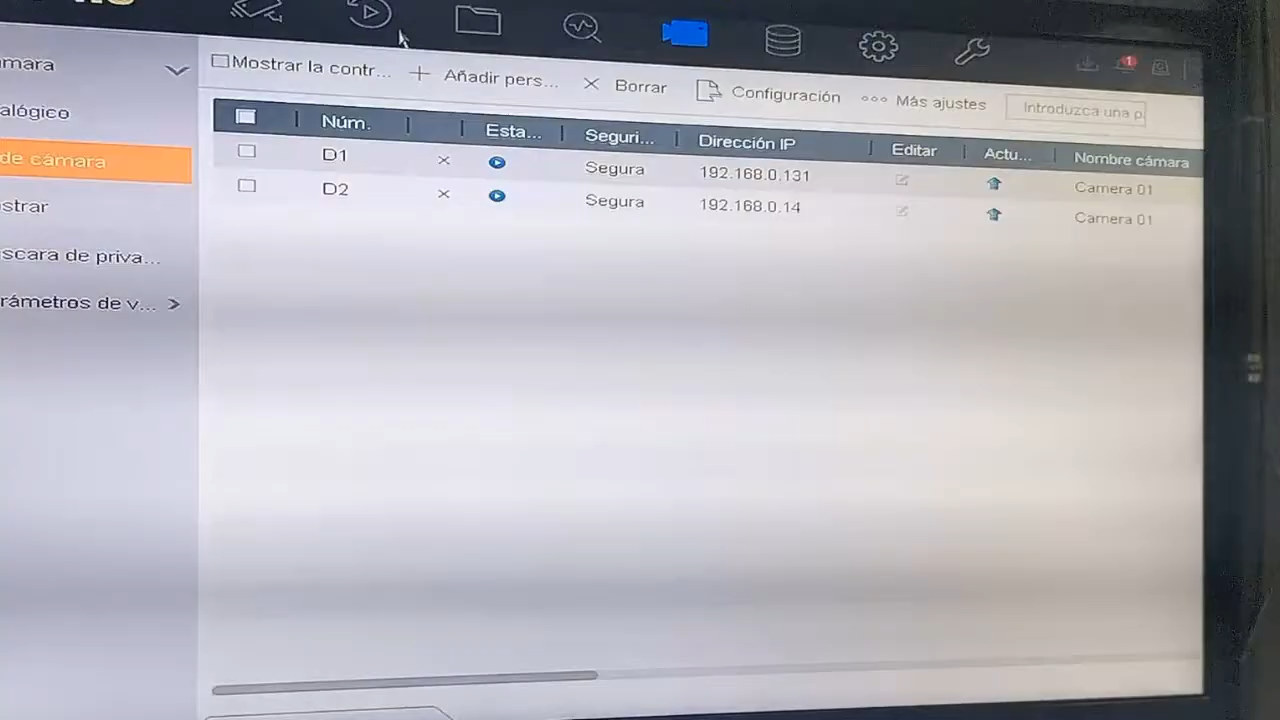 mara
alógico
de cámara
strar
scara de priva...
rámetros de v...
Mostrar la contr... Añadir pers... Borrar Configuración Más ajustes Introduzca una p
1
Núm. Esta... Seguri... Dirección IP Editar Actu... Nombre cámara
D1 Segura 192.168.0.131 Camera 01
D2 Segura 192.168.0.14 Camera 01